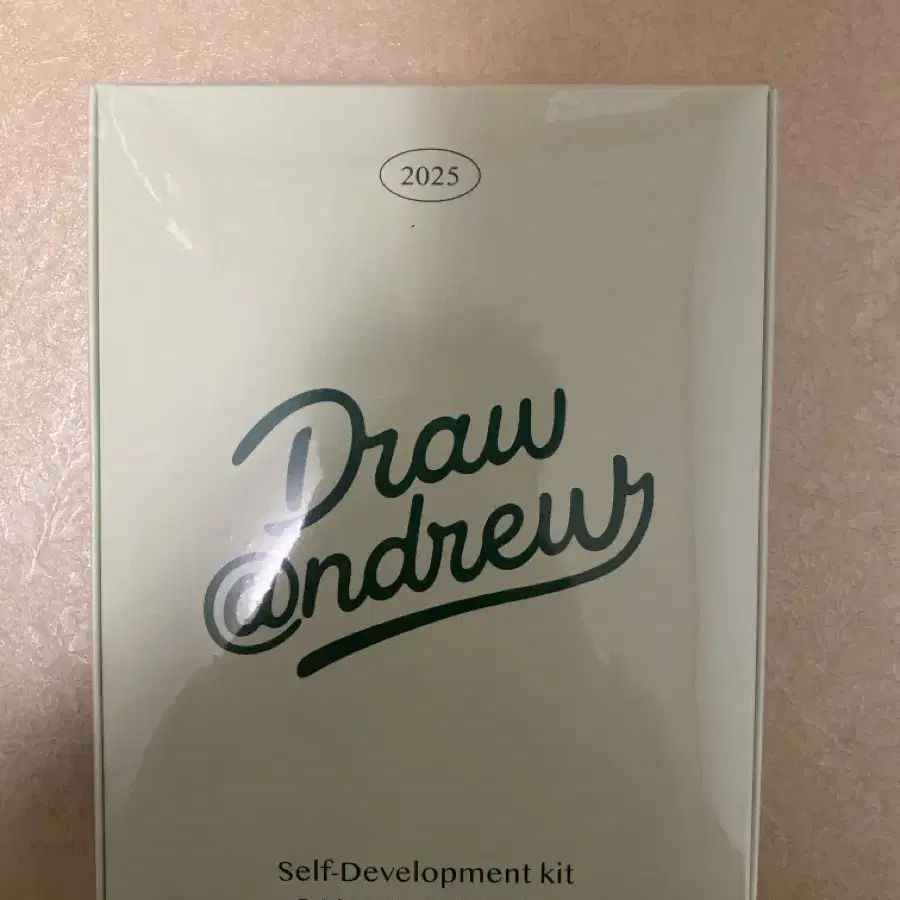 2025
Draw
@ndrew
Self-Development kit